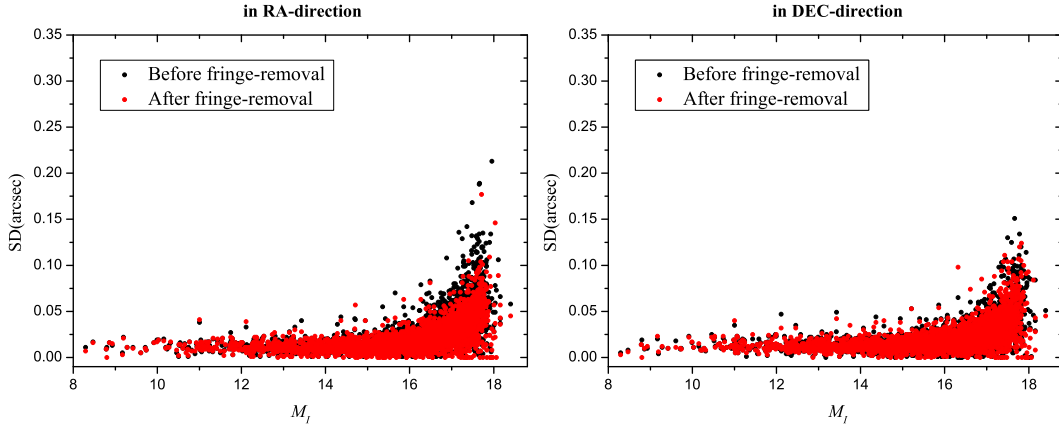 in RA-direction
0.35
0.30
0.25
0.20
0.15
0.10
0.05
0.00
SD(arcsec)
Before fringe-removal
After fringe-removal
8 10 12 14 16 18
M_I
in DEC-direction
0.35
0.30
0.25
0.20
0.15
0.10
0.05
0.00
SD(arcsec)
Before fringe-removal
After fringe-removal
8 10 12 14 16 18
M_I